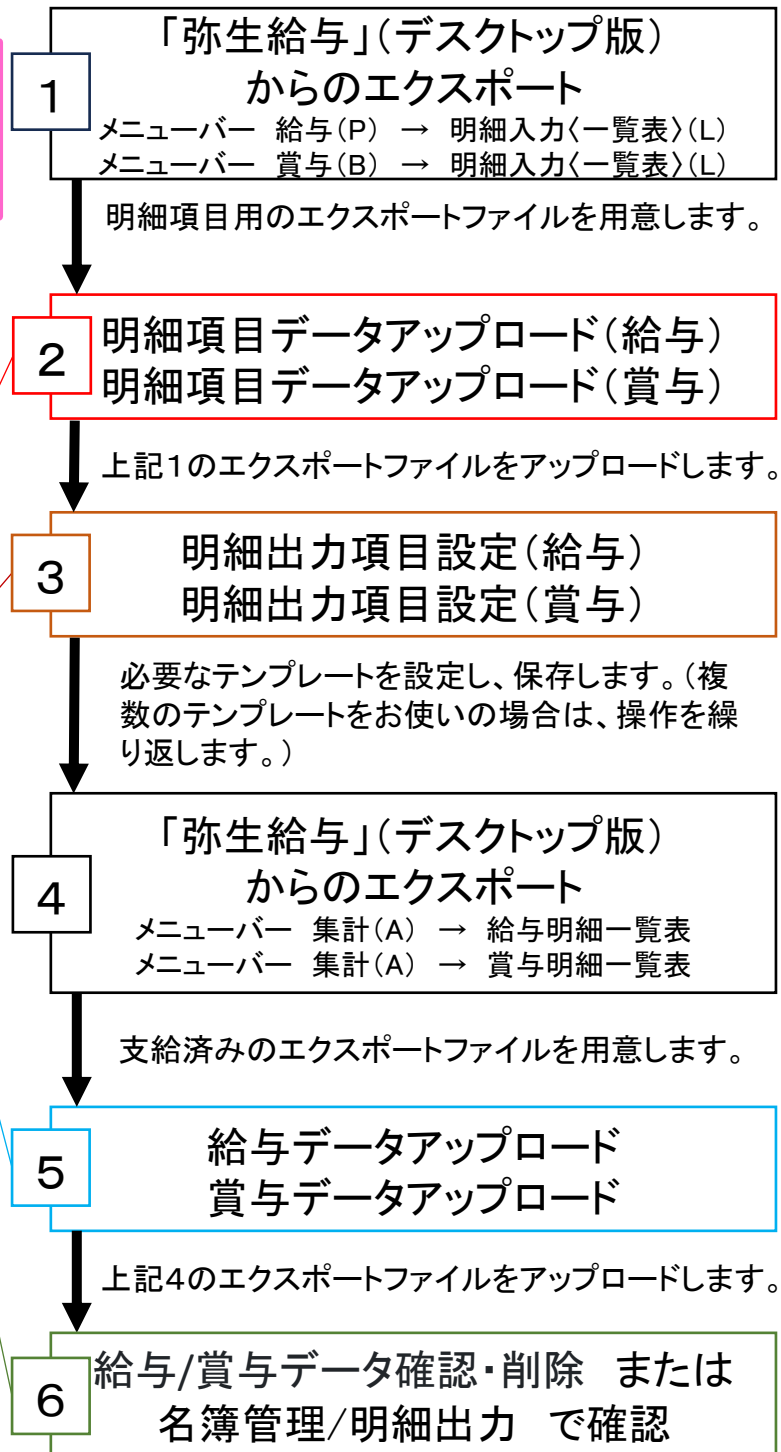 1
「弥生給与」(デスクトップ版)
からのエクスポート
メニューバー 給与(P) → 明細入力〈一覧表〉(L)
メニューバー 賞与(B) → 明細入力〈一覧表〉(L)
明細項目用のエクスポートファイルを用意します。
2
明細項目データアップロード(給与)
明細項目データアップロード(賞与)
上記1のエクスポートファイルをアップロードします。
3
明細出力項目設定(給与)
明細出力項目設定(賞与)
必要なテンプレートを設定し、保存します。(複
数のテンプレートをお使いの場合は、操作を繰
り返します。)
4
「弥生給与」(デスクトップ版)
からのエクスポート
メニューバー 集計(A) → 給与明細一覧表
メニューバー 集計(A) → 賞与明細一覧表
支給済みのエクスポートファイルを用意します。
5
給与データアップロード
賞与データアップロード
上記4のエクスポートファイルをアップロードします。
6
給与/賞与データ確認・削除 または
名簿管理/明細出力 で確認